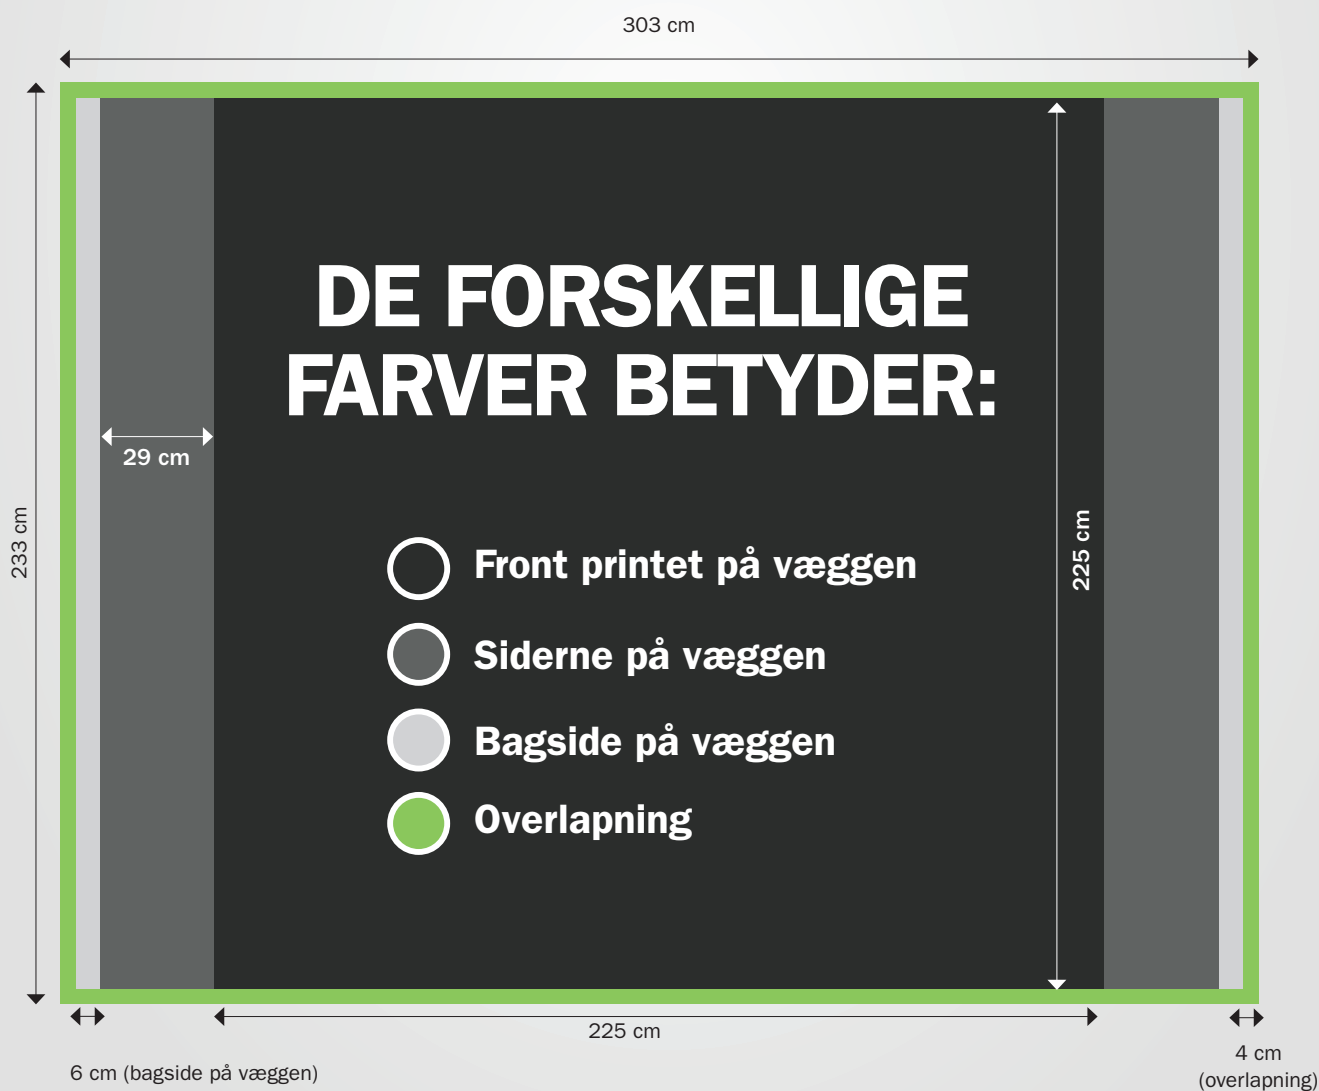 303 cm
DE FORSKELLIGE
FARVER BETYDER:
29 cm
233 cm
225 cm
Front printet på væggen
Siderne på væggen
Bagside på væggen
Overlapning
225 cm
6 cm (bagside på væggen)
4 cm
(overlapning)